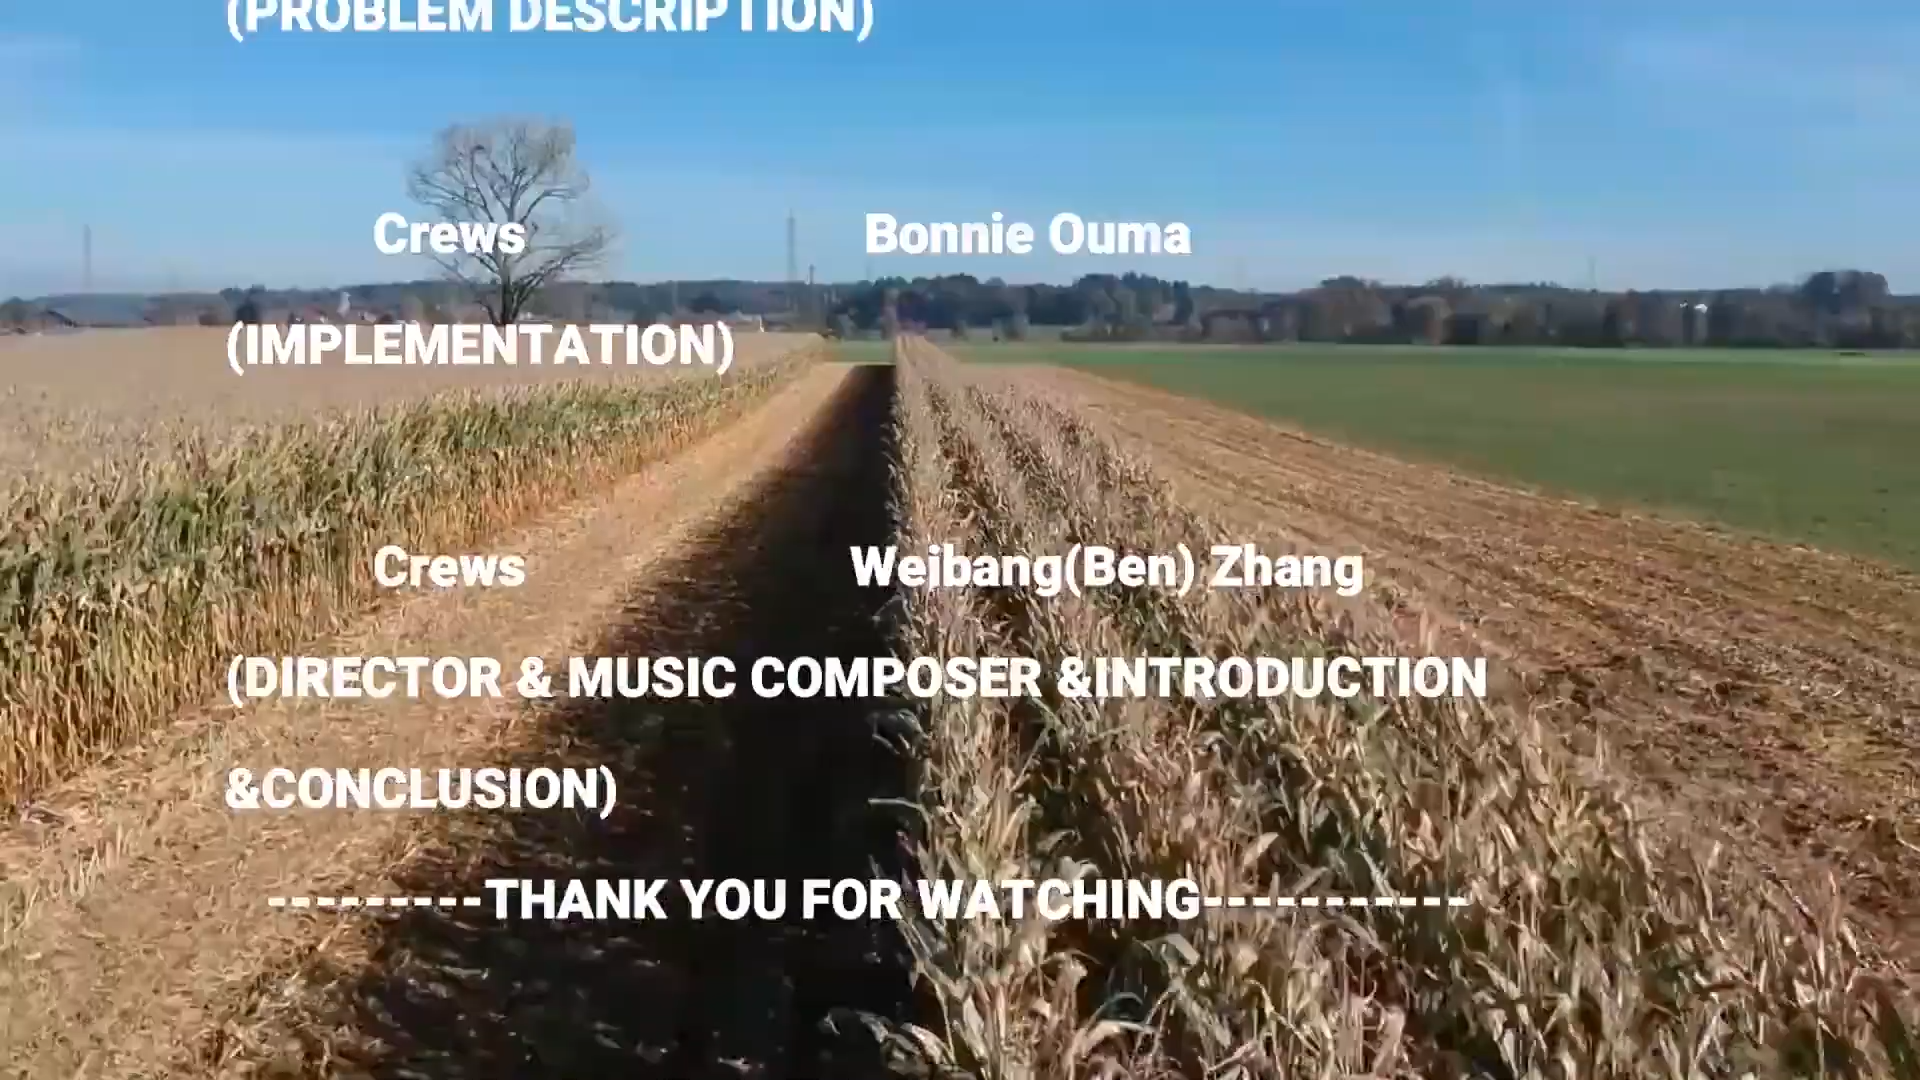 (PROBLEM DESCRIPTION)
Crews Bonnie Ouma
(IMPLEMENTATION)
Crews Weibang(Ben) Zhang
(DIRECTOR & MUSIC COMPOSER &INTRODUCTION
&CONCLUSION)
---------THANK YOU FOR WATCHING-----------